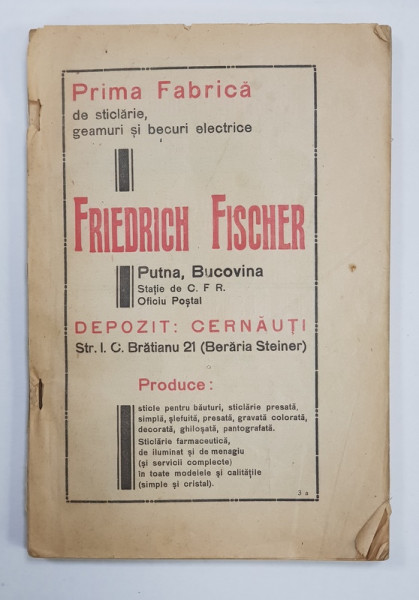 Prima Fabrică
de sticlărie,
geamuri și becuri electrice
FRIEDRICH FISCHER
Putna, Bucovina
Stație de C. F R.
Oficiu Poștal
DEPOZIT: CERNĂUȚI
Str. I. C. Brătianu 21 (Berăria Steiner)
Produce:
sticle pentru băuturi, sticlărie presată,
simplă, șlefuită, presată, gravată colorată,
decorată, ghiloșată, pantografată.
Sticlărie farmaceutică,
de iluminat și de menagiu
(și servicii complecte)
în toate modelele și calitățile
(simple și cristal).
3 a